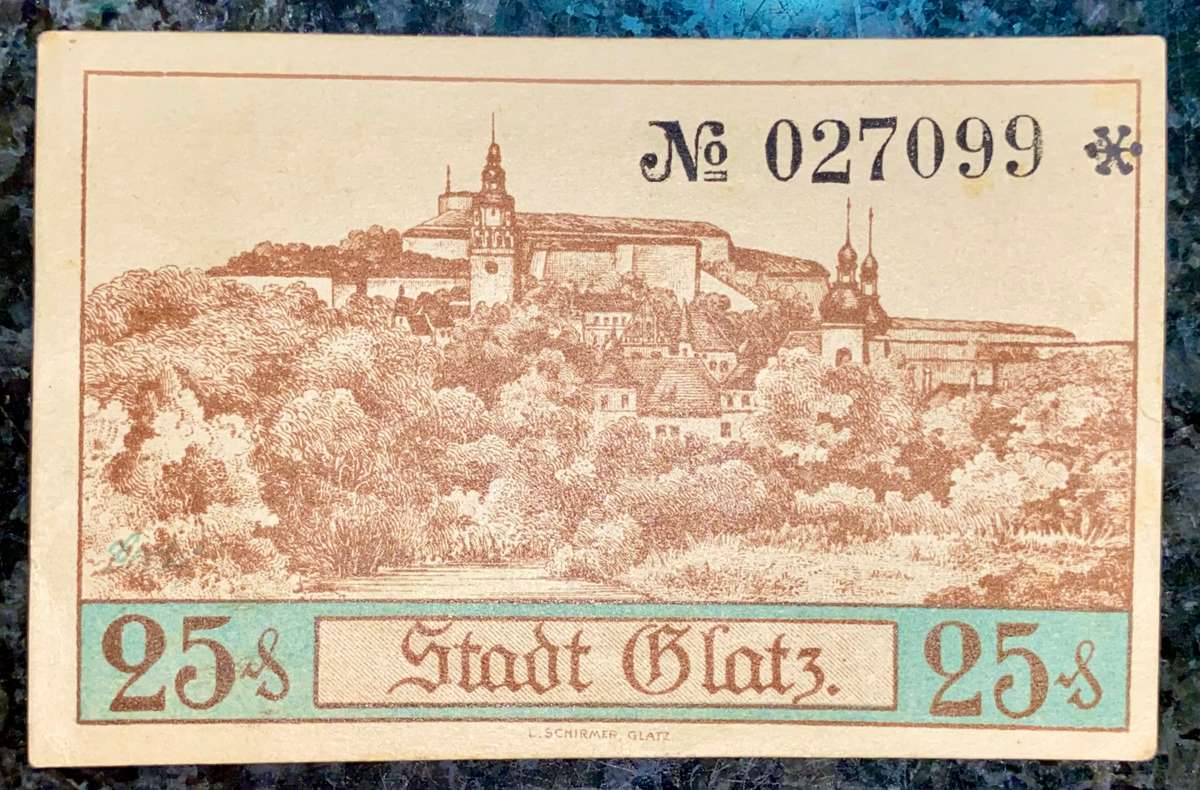 № 027099
25 ₰ Stadt Glatz. 25 ₰
L. SCHIRMER, GLATZ